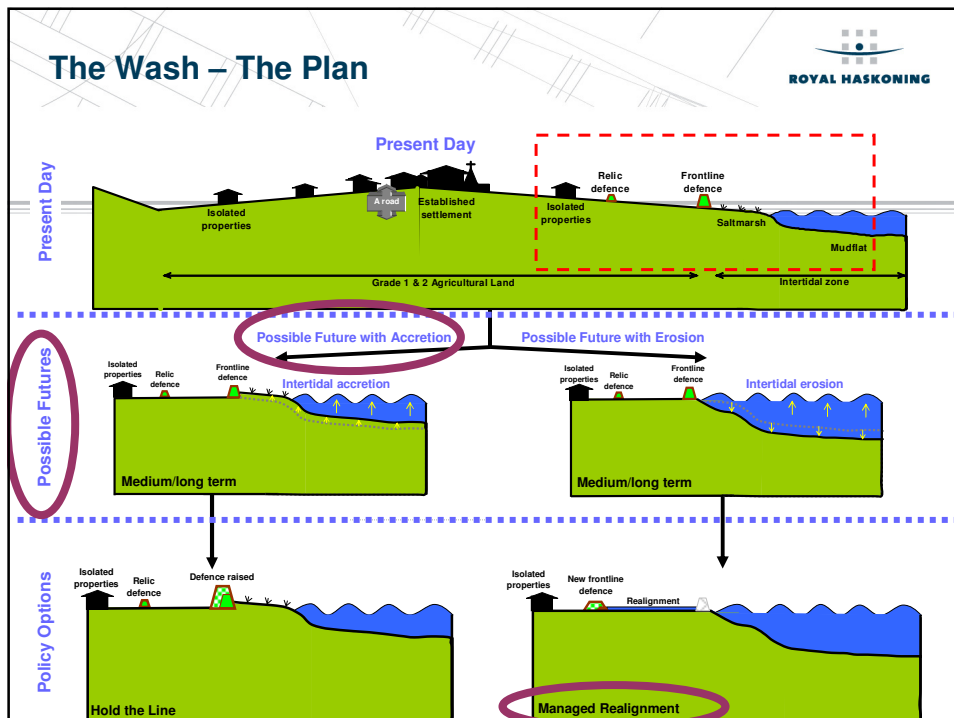 The Wash – The Plan
ROYAL HASKONING
Present Day
Present Day
Isolated
properties
A road
Established
settlement
Isolated
properties
Relic
defence
Frontline
defence
Saltmarsh
Mudflat
Grade 1 & 2 Agricultural Land
Intertidal zone
Possible Futures
Possible Future with Accretion
Possible Future with Erosion
Isolated
properties
Relic
defence
Frontline
defence
Intertidal accretion
Medium/long term
Isolated
properties
Relic
defence
Frontline
defence
Intertidal erosion
Medium/long term
Policy Options
Isolated
properties
Relic
defence
Defence raised
Hold the Line
Isolated
properties
New frontline
defence
Realignment
Managed Realignment